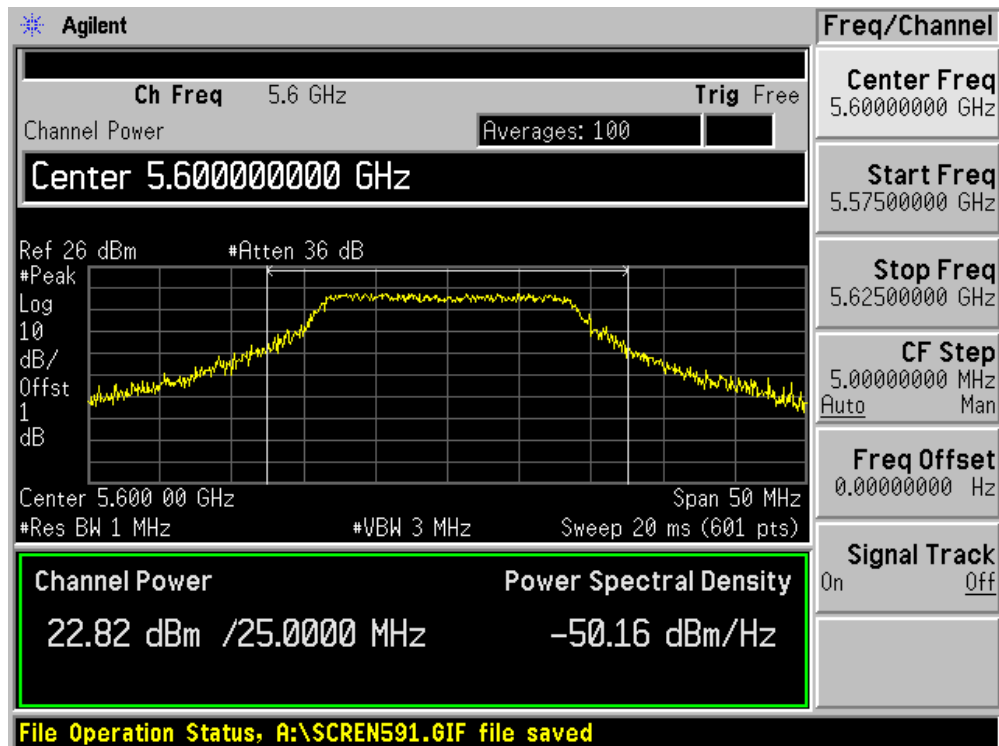 Agilent
Freq/Channel
Ch Freq 5.6 GHz Trig Free
Channel Power Averages: 100
Center 5.600000000 GHz
Ref 26 dBm #Atten 36 dB
#Peak
Log
10
dB/
Offst
1
dB
Center 5.600 00 GHz Span 50 MHz
#Res BW 1 MHz #VBW 3 MHz Sweep 20 ms (601 pts)
Channel Power Power Spectral Density
22.82 dBm /25.0000 MHz -50.16 dBm/Hz
File Operation Status, A:\SCREN591.GIF file saved
Center Freq
5.60000000 GHz
Start Freq
5.57500000 GHz
Stop Freq
5.62500000 GHz
CF Step
5.00000000 MHz
Auto Man
Freq Offset
0.00000000 Hz
Signal Track
On Off